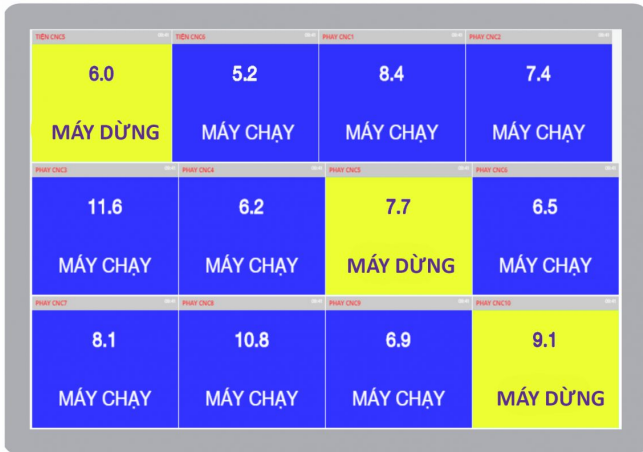 TIỆN CNC5 TIỆN CNC6 PHAY CNC1 PHAY CNC2
6.0 5.2 8.4 7.4
MÁY DỪNG MÁY CHẠY MÁY CHẠY MÁY CHẠY
PHAY CNC3 PHAY CNC4 PHAY CNC5 PHAY CNC6
11.6 6.2 7.7 6.5
MÁY CHẠY MÁY CHẠY MÁY DỪNG MÁY CHẠY
PHAY CNC7 PHAY CNC8 PHAY CNC9 PHAY CNC10
8.1 10.8 6.9 9.1
MÁY CHẠY MÁY CHẠY MÁY CHẠY MÁY DỪNG